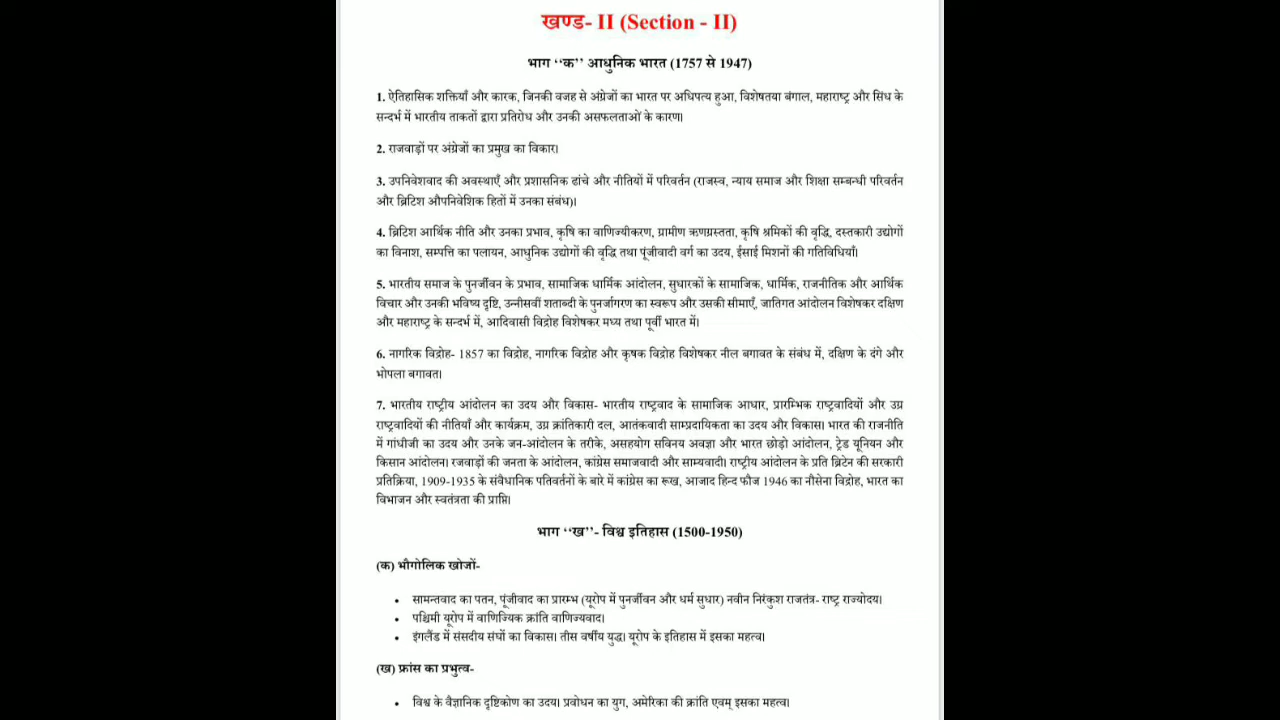 खण्ड- II (Section - II)
भाग ‘‘क’’ आधुनिक भारत (1757 से 1947)
1. ऐतिहासिक शक्तियाँ और कारक, जिनकी वजह से अंग्रेजों का भारत पर अधिपत्य हुआ, विशेषतया बंगाल, महाराष्ट्र और सिंध के
सन्दर्भ में भारतीय ताकतों द्वारा प्रतिरोध और उनकी असफलताओं के कारण।
2. राजवाड़ों पर अंग्रेजों का प्रमुख का विकार।
3. उपनिवेशवाद की अवस्थाएँ और प्रशासनिक ढांचे और नीतियों में परिवर्तन (राजस्व, न्याय समाज और शिक्षा सम्बन्धी परिवर्तन
और ब्रिटिश औपनिवेशिक हितों में उनका संबंध)।
4. ब्रिटिश आर्थिक नीति और उनका प्रभाव, कृषि का वाणिज्यीकरण, ग्रामीण ऋणग्रस्तता, कृषि श्रमिकों की वृद्धि, दस्तकारी उद्योगों
का विनाश, सम्पत्ति का पलायन, आधुनिक उद्योगों की वृद्धि तथा पूंजीवादी वर्ग का उदय, ईसाई मिशनों की गतिविधियाँ।
5. भारतीय समाज के पुनर्जीवन के प्रभाव, सामाजिक धार्मिक आंदोलन, सुधारकों के सामाजिक, धार्मिक, राजनीतिक और आर्थिक
विचार और उनकी भविष्य दृष्टि, उन्नीसवीं शताब्दी के पुनर्जागरण का स्वरूप और उसकी सीमाएँ, जातिगत आंदोलन विशेषकर दक्षिण
और महाराष्ट्र के सन्दर्भ में, आदिवासी विद्रोह विशेषकर मध्य तथा पूर्वी भारत में।
6. नागरिक विद्रोह- 1857 का विद्रोह, नागरिक विद्रोह और कृषक विद्रोह विशेषकर नील बगावत के संबंध में, दक्षिण के दंगे और
भोपला बगावत।
7. भारतीय राष्ट्रीय आंदोलन का उदय और विकास- भारतीय राष्ट्रवाद के सामाजिक आधार, प्रारम्भिक राष्ट्रवादियों और उग्र
राष्ट्रवादियों की नीतियाँ और कार्यक्रम, उग्र क्रांतिकारी दल, आतंकवादी साम्प्रदायिकता का उदय और विकास। भारत की राजनीति
में गांधीजी का उदय और उनके जन-आंदोलन के तरीके, असहयोग सविनय अवज्ञा और भारत छोड़ो आंदोलन, ट्रेड यूनियन और
किसान आंदोलन। रजवाड़ों की जनता के आंदोलन, कांग्रेस समाजवादी और साम्यवादी। राष्ट्रीय आंदोलन के प्रति ब्रिटेन की सरकारी
प्रतिक्रिया, 1909-1935 के संवैधानिक पतिवर्तनों के बारे में कांग्रेस का रूख, आजाद हिन्द फौज 1946 का नौसेना विद्रोह, भारत का
विभाजन और स्वतंत्रता की प्राप्ति।
भाग ‘‘ख’’- विश्व इतिहास (1500-1950)
(क) भौगोलिक खोजों-
• सामन्तवाद का पतन, पूंजीवाद का प्रारम्भ (यूरोप में पुनर्जीवन और धर्म सुधार) नवीन निरंकुश राजतंत्र- राष्ट्र राज्योदय।
• पश्चिमी यूरोप में वाणिज्यिक क्रांति वाणिज्यवाद।
• इंगलैंड में संसदीय संघों का विकास। तीस वर्षीय युद्ध। यूरोप के इतिहास में इसका महत्व।
(ख) फ्रांस का प्रभुत्व-
• विश्व के वैज्ञानिक दृष्टिकोण का उदय। प्रवोधन का युग, अमेरिका की क्रांति एवम् इसका महत्व।